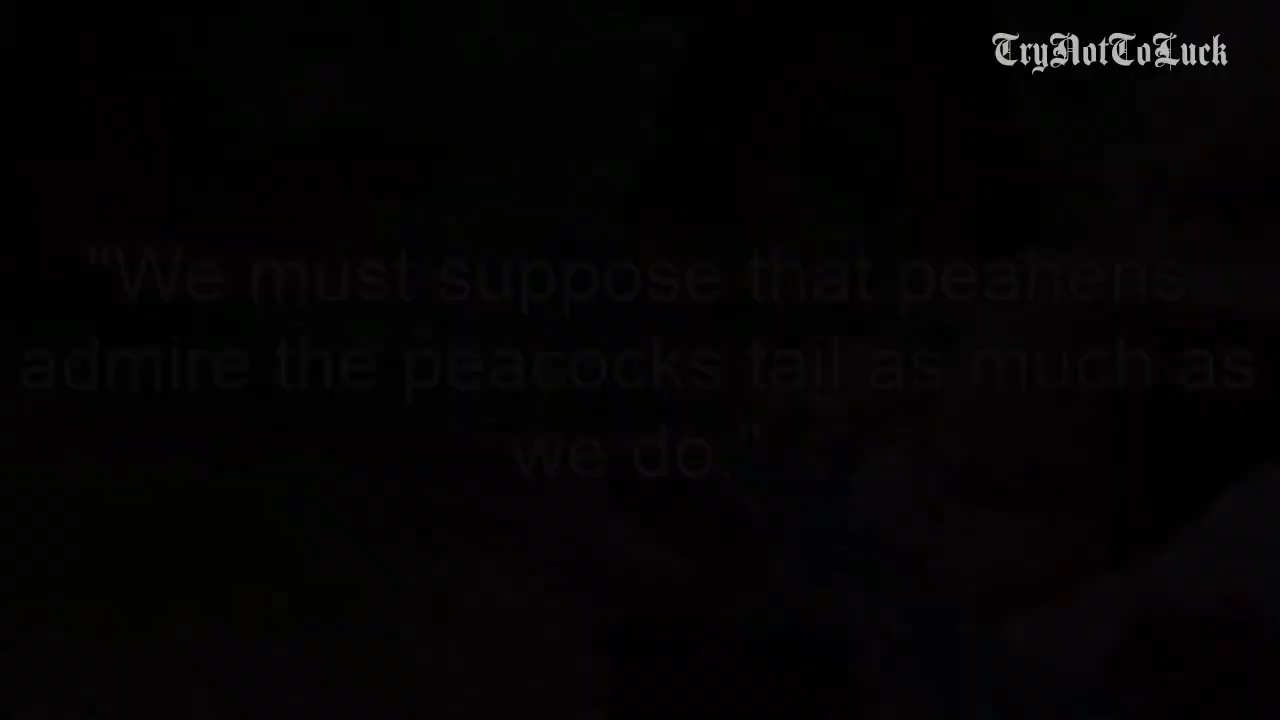 TryNotToLuck
"We must suppose that peahens
admire the peacocks tail as much as
we do."